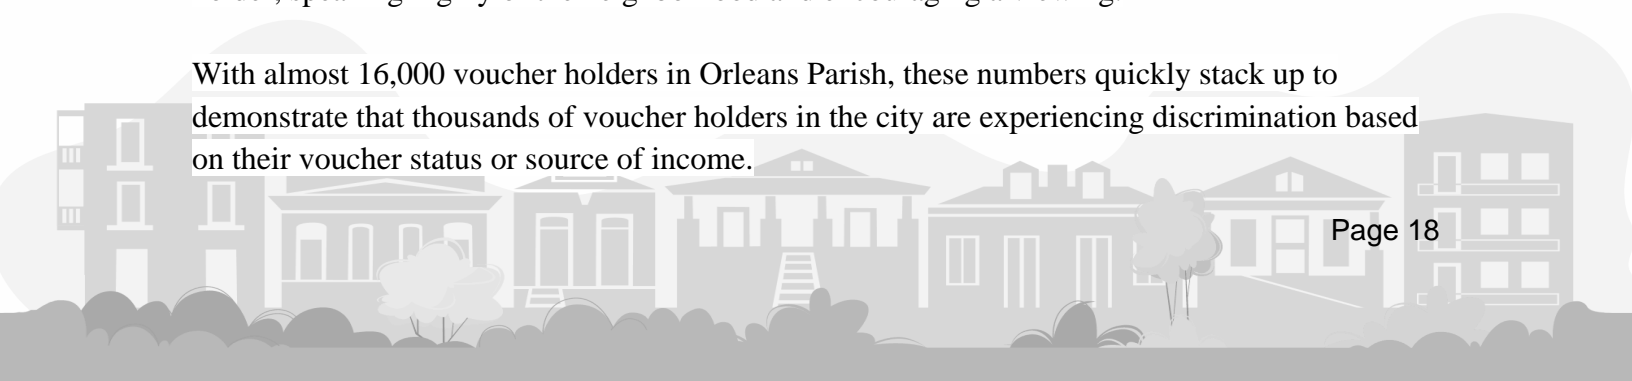 With almost 16,000 voucher holders in Orleans Parish, these numbers quickly stack up to
demonstrate that thousands of voucher holders in the city are experiencing discrimination based
on their voucher status or source of income.
Page 18